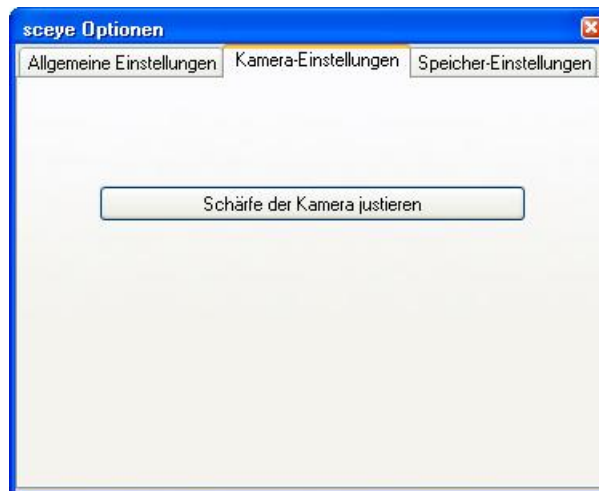 sceye Optionen
Allgemeine Einstellungen Kamera-Einstellungen Speicher-Einstellungen
Schärfe der Kamera justieren